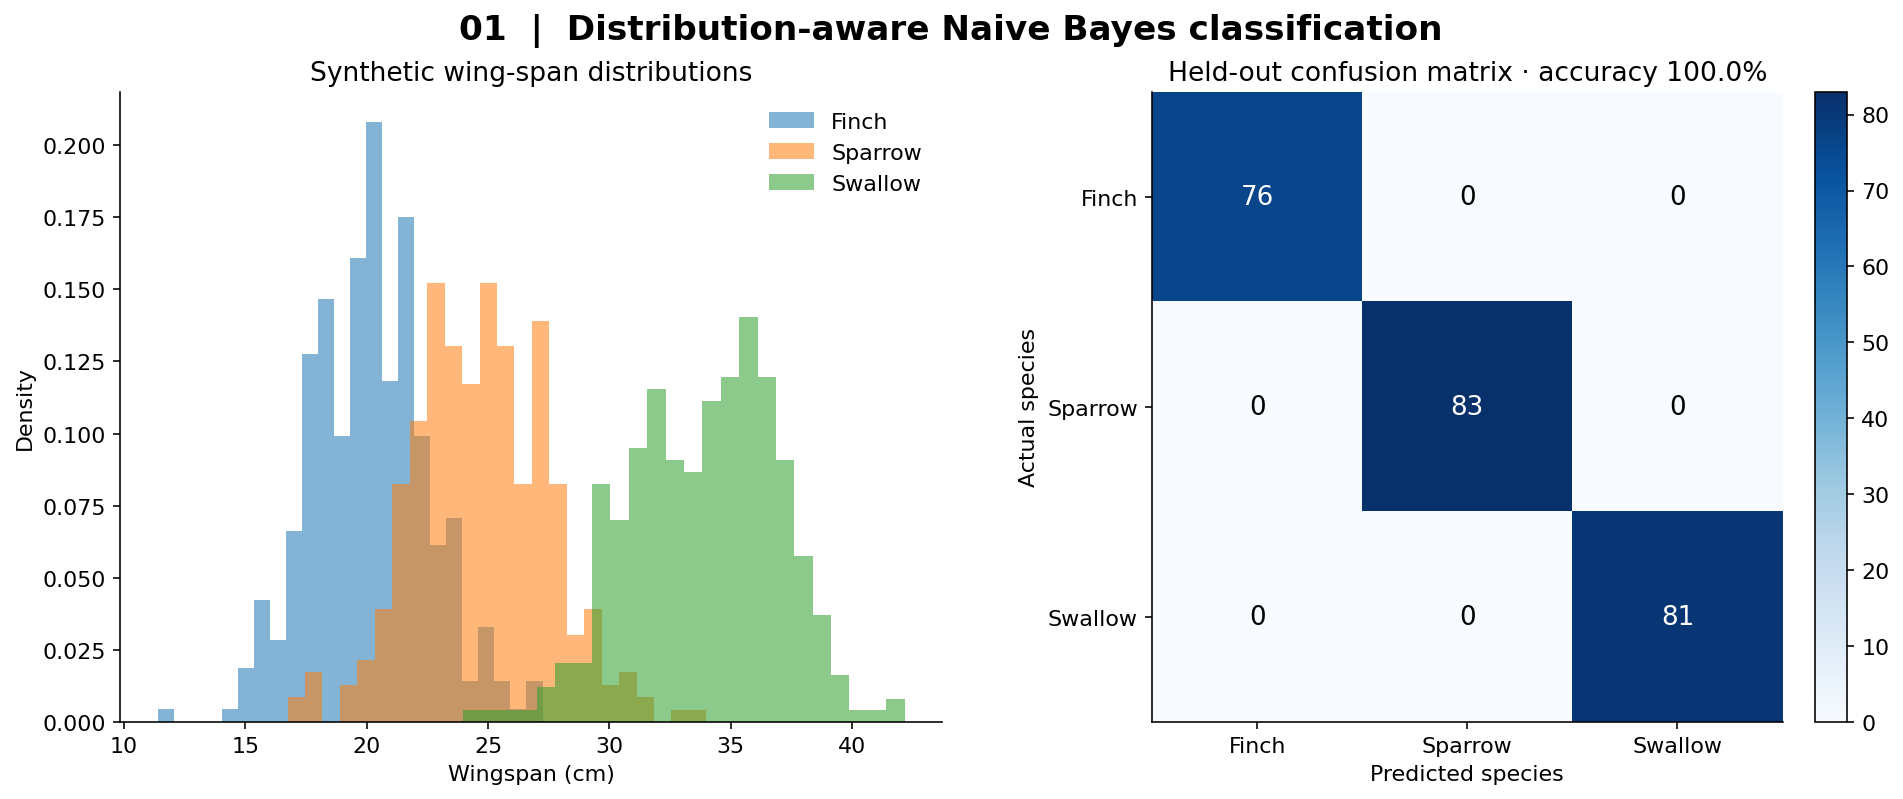 01 | Distribution-aware Naive Bayes classification
Synthetic wing-span distributions
Finch
Sparrow
Swallow
0.200
0.175
0.150
0.125
0.100
0.075
0.050
0.025
0.000
Density
10 15 20 25 30 35 40
Wingspan (cm)
Held-out confusion matrix · accuracy 100.0%
Actual species
Finch 76 0 0
Sparrow 0 83 0
Swallow 0 0 81
Finch Sparrow Swallow
Predicted species
80
70
60
50
40
30
20
10
0